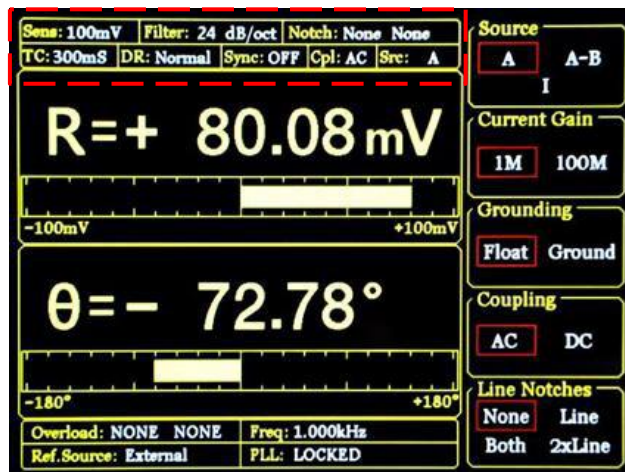 Sens: 100mV Filter: 24 dB/oct Notch: None None
TC: 300mS DR: Normal Sync: OFF Cpl: AC Src: A
R=+ 80.08 mV
-100mV +100mV
θ=- 72.78°
-180° +180°
Overload: NONE NONE Freq: 1.000kHz
Ref.Source: External PLL: LOCKED
Source
A A-B
I
Current Gain
1M 100M
Grounding
Float Ground
Coupling
AC DC
Line Notches
None Line
Both 2xLine